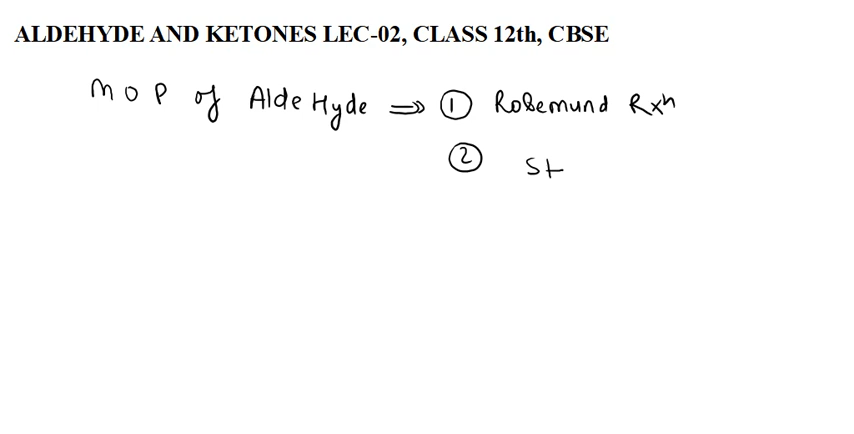 ALDEHYDE AND KETONES LEC-02, CLASS 12th, CBSE
MOP of AldeHyde ⇒ ① Rosemund Rxn
② St